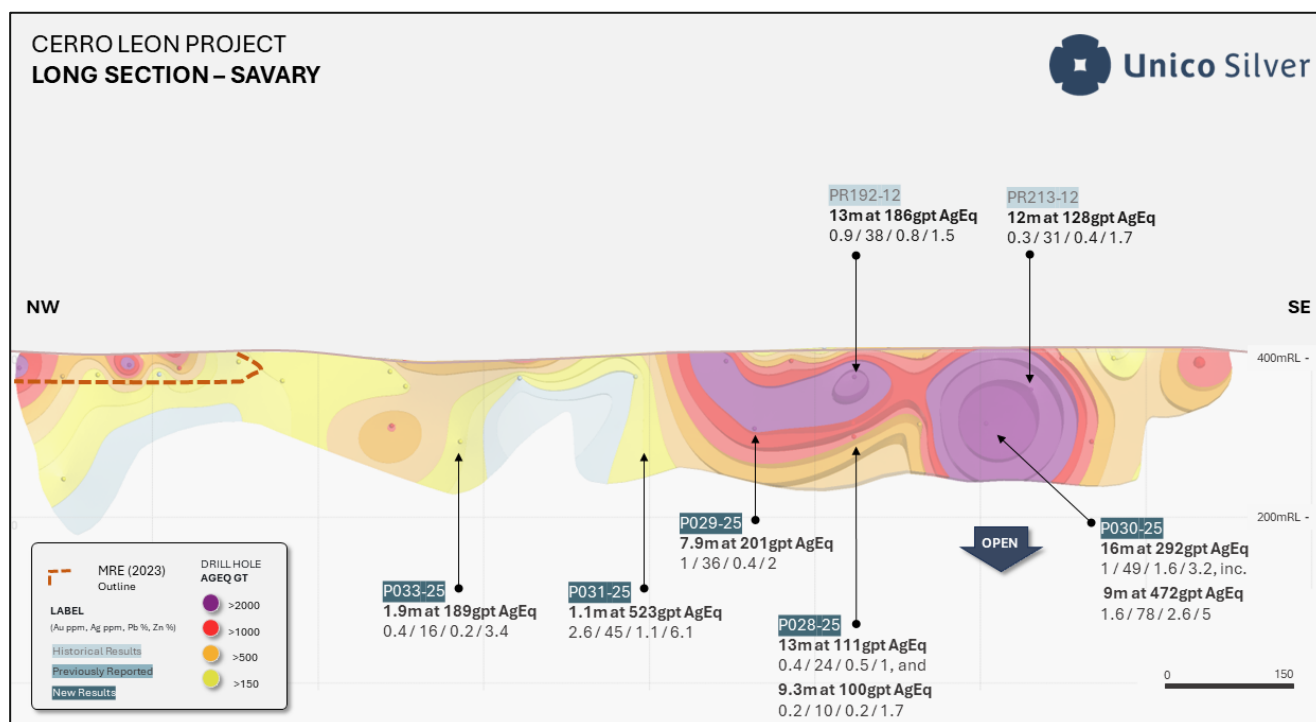 CERRO LEON PROJECT
LONG SECTION – SAVARY
Unico Silver
PR192-12
13m at 186gpt AgEq
0.9 / 38 / 0.8 / 1.5
PR213-12
12m at 128gpt AgEq
0.3 / 31 / 0.4 / 1.7
NW
SE
400mRL -
200mRL -
0
P029-25
7.9m at 201gpt AgEq
1 / 36 / 0.4 / 2
OPEN
P030-25
16m at 292gpt AgEq
1 / 49 / 1.6 / 3.2, inc.
9m at 472gpt AgEq
1.6 / 78 / 2.6 / 5
P033-25
1.9m at 189gpt AgEq
0.4 / 16 / 0.2 / 3.4
P031-25
1.1m at 523gpt AgEq
2.6 / 45 / 1.1 / 6.1
P028-25
13m at 111gpt AgEq
0.4 / 24 / 0.5 / 1, and
9.3m at 100gpt AgEq
0.2 / 10 / 0.2 / 1.7
MRE (2023)
Outline
LABEL
(Au ppm, Ag ppm, Pb %, Zn %)
Historical Results
Previously Reported
New Results
DRILL HOLE
AGEQ GT
>2000
>1000
>500
>150
0 150